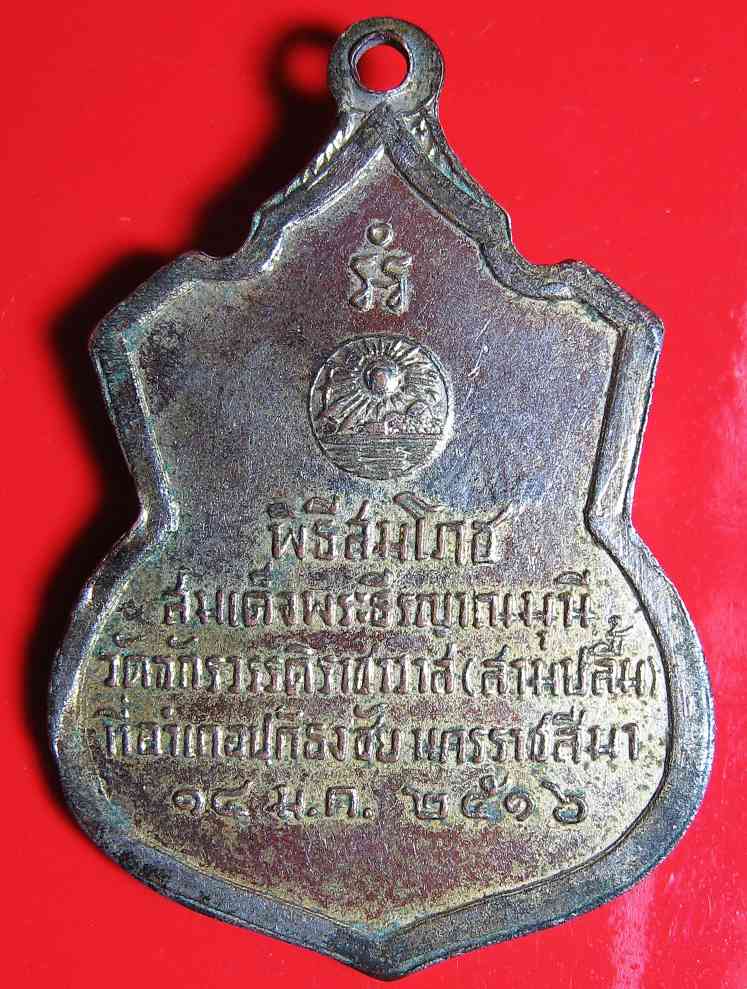 พิธีสมโภช
สมเด็จพระธีรญาณมุนี
วัดจักรวรรดิราชาวาส (สามปลื้ม)
ที่อำเภอปักธงชัย นครราชสีมา
๑๔ ม.ค. ๒๕๑๖